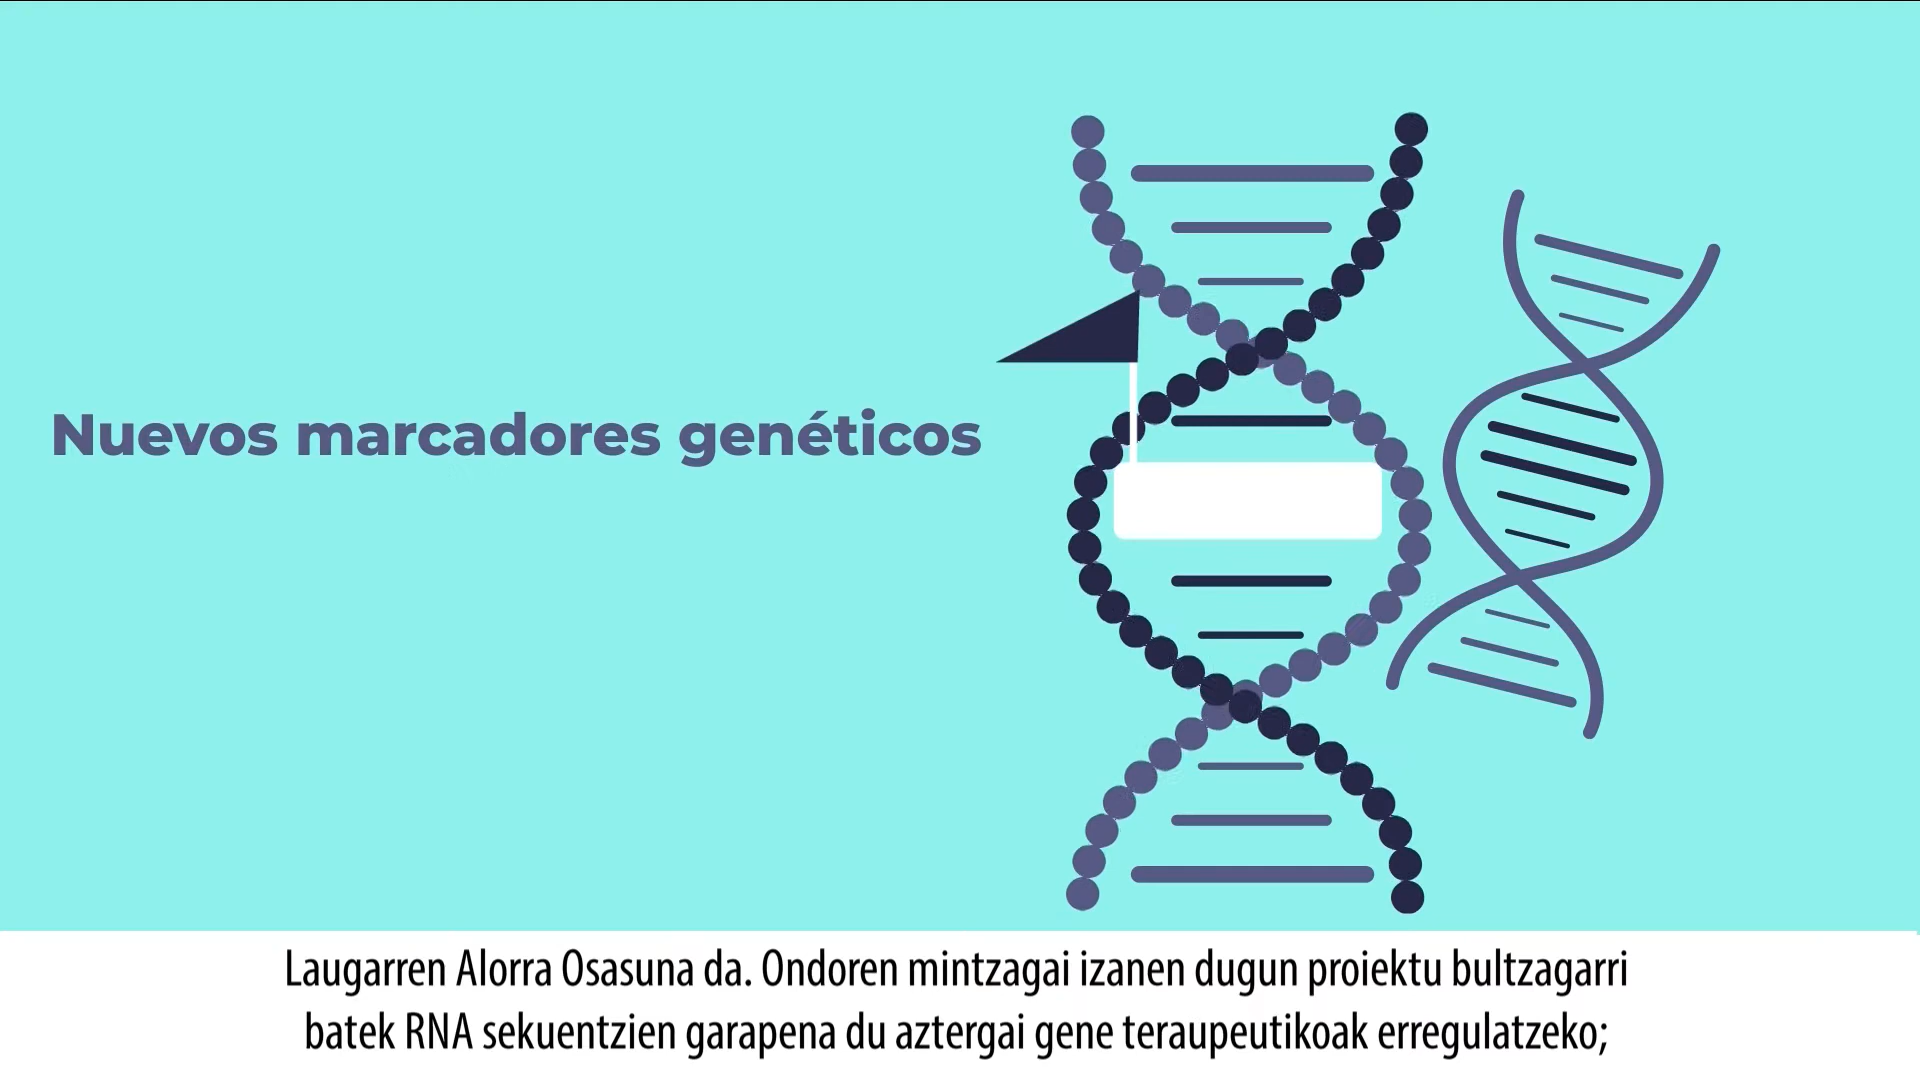 Nuevos marcadores genéticos
Laugarren Alorra Osasuna da. Ondoren mintzagai izanen dugun proiektu bultzagarri
batek RNA sekuentzien garapena du aztergai gene teraupeutikoak erregulatzeko;